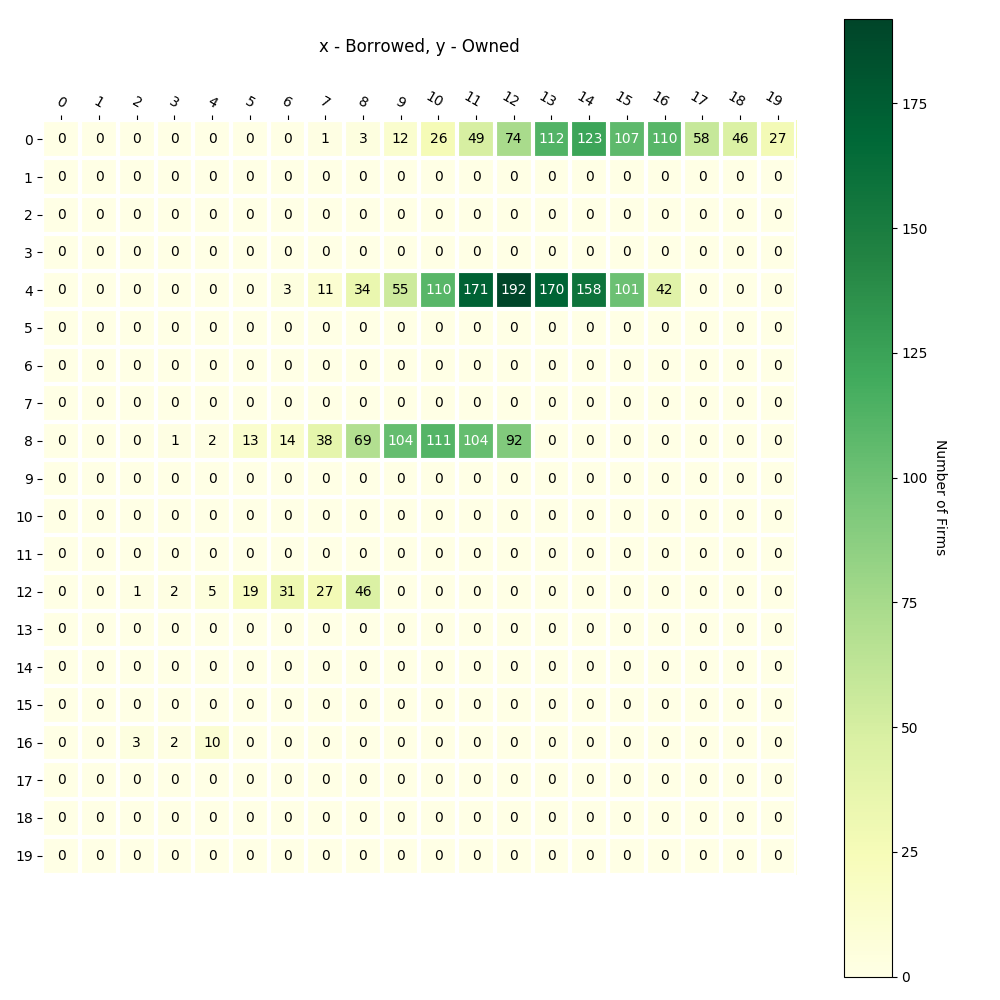 x - Borrowed, y - Owned
0 1 2 3 4 5 6 7 8 9 10 11 12 13 14 15 16 17 18 19
0 0 0 0 0 0 0 0 1 3 12 26 49 74 112 123 107 110 58 46 27
1 0 0 0 0 0 0 0 0 0 0 0 0 0 0 0 0 0 0 0 0
2 0 0 0 0 0 0 0 0 0 0 0 0 0 0 0 0 0 0 0 0
3 0 0 0 0 0 0 0 0 0 0 0 0 0 0 0 0 0 0 0 0
4 0 0 0 0 0 0 3 11 34 55 110 171 192 170 158 101 42 0 0 0
5 0 0 0 0 0 0 0 0 0 0 0 0 0 0 0 0 0 0 0 0
6 0 0 0 0 0 0 0 0 0 0 0 0 0 0 0 0 0 0 0 0
7 0 0 0 0 0 0 0 0 0 0 0 0 0 0 0 0 0 0 0 0
8 0 0 0 1 2 13 14 38 69 104 111 104 92 0 0 0 0 0 0 0
9 0 0 0 0 0 0 0 0 0 0 0 0 0 0 0 0 0 0 0 0
10 0 0 0 0 0 0 0 0 0 0 0 0 0 0 0 0 0 0 0 0
11 0 0 0 0 0 0 0 0 0 0 0 0 0 0 0 0 0 0 0 0
12 0 0 1 2 5 19 31 27 46 0 0 0 0 0 0 0 0 0 0 0
13 0 0 0 0 0 0 0 0 0 0 0 0 0 0 0 0 0 0 0 0
14 0 0 0 0 0 0 0 0 0 0 0 0 0 0 0 0 0 0 0 0
15 0 0 0 0 0 0 0 0 0 0 0 0 0 0 0 0 0 0 0 0
16 0 0 3 2 10 0 0 0 0 0 0 0 0 0 0 0 0 0 0 0
17 0 0 0 0 0 0 0 0 0 0 0 0 0 0 0 0 0 0 0 0
18 0 0 0 0 0 0 0 0 0 0 0 0 0 0 0 0 0 0 0 0
19 0 0 0 0 0 0 0 0 0 0 0 0 0 0 0 0 0 0 0 0
175
150
125
100
75
50
25
0
Number of Firms